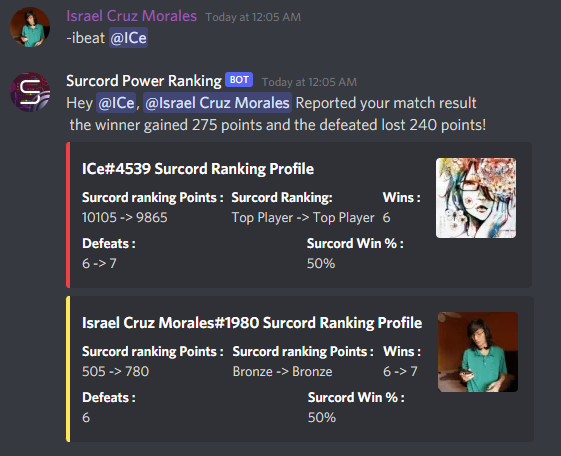 Israel Cruz Morales Today at 12:05 AM
-ibeat @ICe
Surcord Power Ranking BOT Today at 12:05 AM
Hey @ICe, @Israel Cruz Morales Reported your match result
the winner gained 275 points and the defeated lost 240 points!
ICe#4539 Surcord Ranking Profile
Surcord ranking Points : Surcord Ranking: Wins :
10105 -> 9865 Top Player -> Top Player 6
Defeats : Surcord Win % :
6 -> 7 50%
Israel Cruz Morales#1980 Surcord Ranking Profile
Surcord ranking Points : Surcord ranking Points : Wins :
505 -> 780 Bronze -> Bronze 6 -> 7
Defeats : Surcord Win % :
6 50%